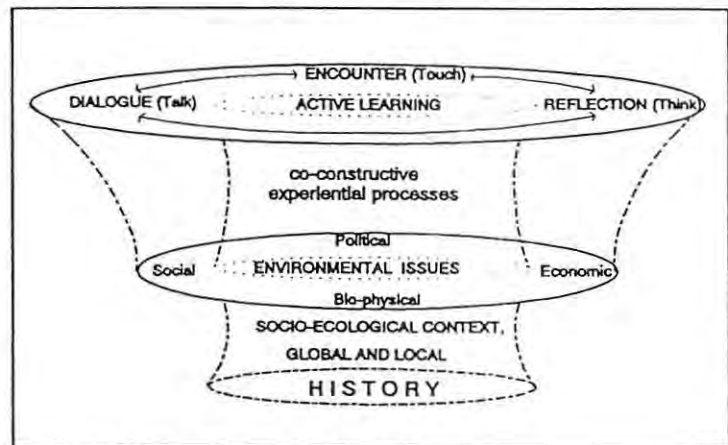 ENCOUNTER (Touch)
DIALOGUE (Talk) ACTIVE LEARNING REFLECTION (Think)
co-constructive
experiential processes
Political
Social ENVIRONMENTAL ISSUES Economic
Bio-physical
SOCIO-ECOLOGICAL CONTEXT,
GLOBAL AND LOCAL
HISTORY